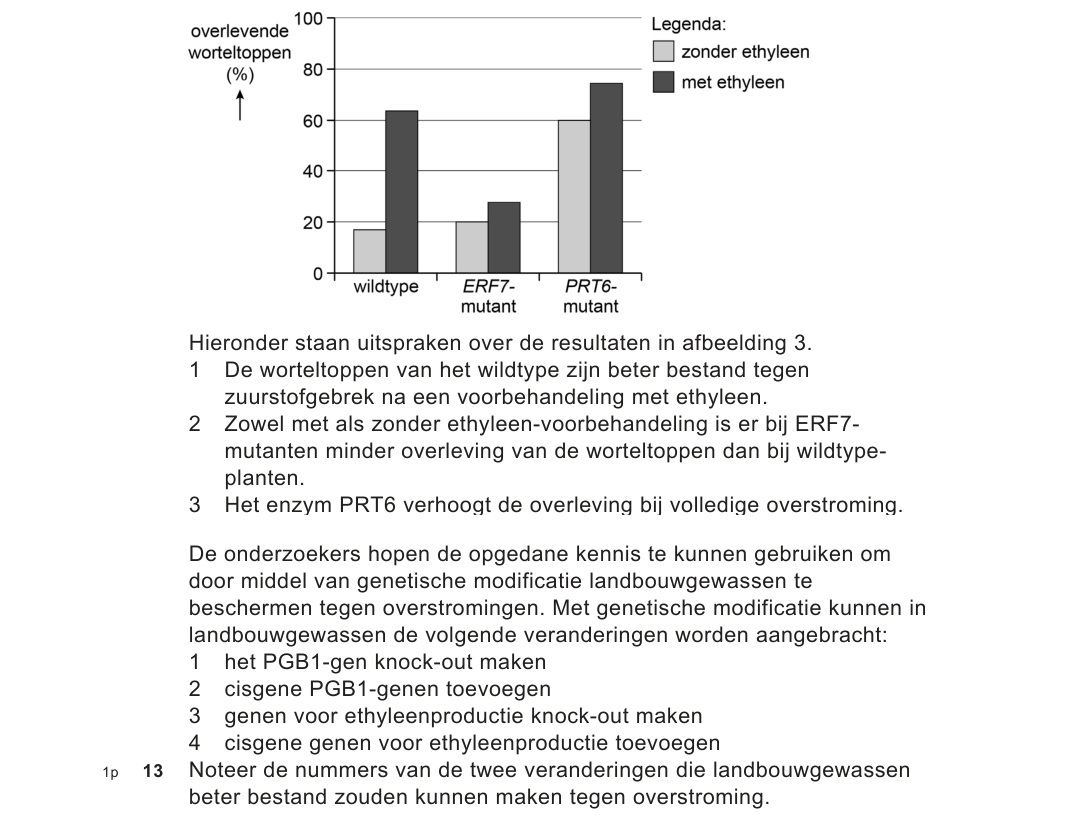 overlevende
worteltoppen
(%)
100
80
60
40
20
0
wildtype
ERF7-
mutant
PRT6-
mutant
Legenda:
zonder ethyleen
met ethyleen
Hieronder staan uitspraken over de resultaten in afbeelding 3.
1 De worteltoppen van het wildtype zijn beter bestand tegen
zuurstofgebrek na een voorbehandeling met ethyleen.
2 Zowel met als zonder ethyleen-voorbehandeling is er bij ERF7-
mutanten minder overleving van de worteltoppen dan bij wildtype-
planten.
3 Het enzym PRT6 verhoogt de overleving bij volledige overstroming.
De onderzoekers hopen de opgedane kennis te kunnen gebruiken om
door middel van genetische modificatie landbouwgewassen te
beschermen tegen overstromingen. Met genetische modificatie kunnen in
landbouwgewassen de volgende veranderingen worden aangebracht:
1 het PGB1-gen knock-out maken
2 cisgene PGB1-genen toevoegen
3 genen voor ethyleenproductie knock-out maken
4 cisgene genen voor ethyleenproductie toevoegen
1p 13 Noteer de nummers van de twee veranderingen die landbouwgewassen
beter bestand zouden kunnen maken tegen overstroming.